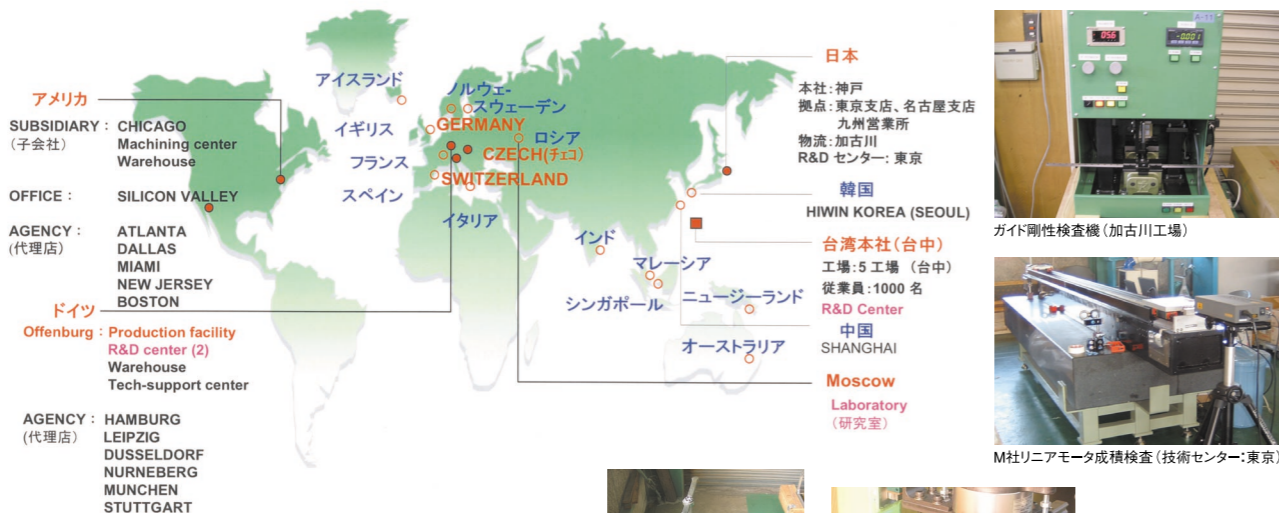 アメリカ
SUBSIDIARY : CHICAGO
(子会社) Machining center
Warehouse
OFFICE : SILICON VALLEY
AGENCY : ATLANTA
(代理店) DALLAS
MIAMI
NEW JERSEY
BOSTON
ドイツ
Offenburg : Production facility
R&D center (2)
Warehouse
Tech-support center
AGENCY : HAMBURG
(代理店) LEIPZIG
DUSSELDORF
NURNEBERG
MUNCHEN
STUTTGART
アイスランド
ノルウェ-
スウェーデン
イギリス
GERMANY
ロシア
フランス
CZECH(チェコ)
スペイン
SWITZERLAND
イタリア
インド
マレーシア
シンガポール
ニュージーランド
オーストラリア
日本
本社:神戸
拠点:東京支店、名古屋支店
九州営業所
物流:加古川
R&D センター: 東京
韓国
HIWIN KOREA (SEOUL)
台湾本社(台中)
工場:5 工場 (台中)
従業員:1000 名
R&D Center
中国
SHANGHAI
Moscow
Laboratory
(研究室)
A-11
056
-0.001
ガイド剛性検査機(加古川工場)
M社リニアモータ成積検査(技術センター:東京)